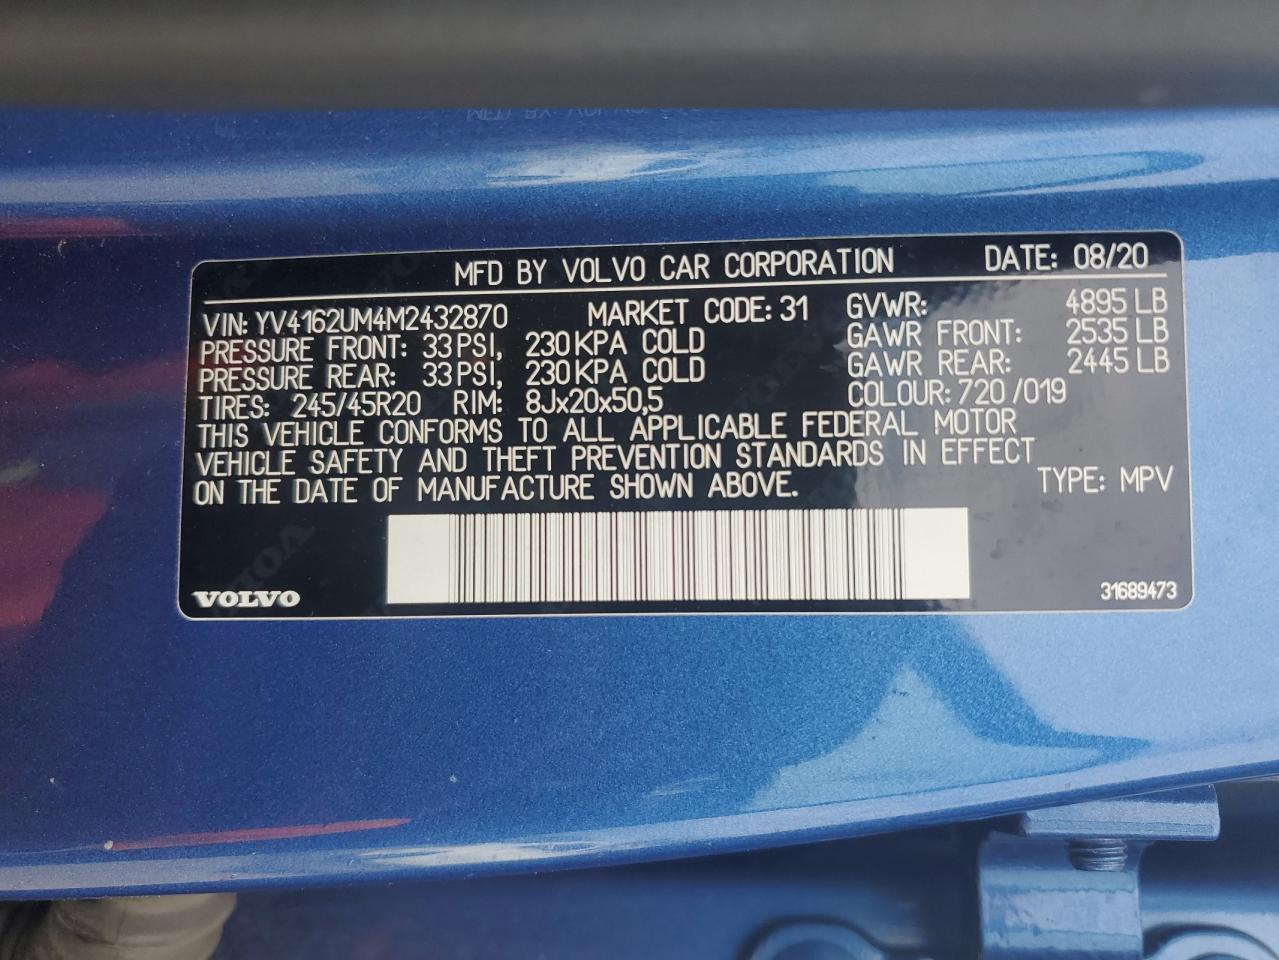 MFD BY VOLVO CAR CORPORATION DATE: 08/20
VIN: YV4162UM4M2432870 MARKET CODE: 31 GVWR: 4895 LB
PRESSURE FRONT: 33 PSI, 230 KPA COLD GAWR FRONT: 2535 LB
PRESSURE REAR: 33 PSI, 230 KPA COLD GAWR REAR: 2445 LB
TIRES: 245/45R20 RIM: 8Jx20x50,5 COLOUR: 720 /019
THIS VEHICLE CONFORMS TO ALL APPLICABLE FEDERAL MOTOR
VEHICLE SAFETY AND THEFT PREVENTION STANDARDS IN EFFECT
ON THE DATE OF MANUFACTURE SHOWN ABOVE. TYPE: MPV
VOLVO 31689473